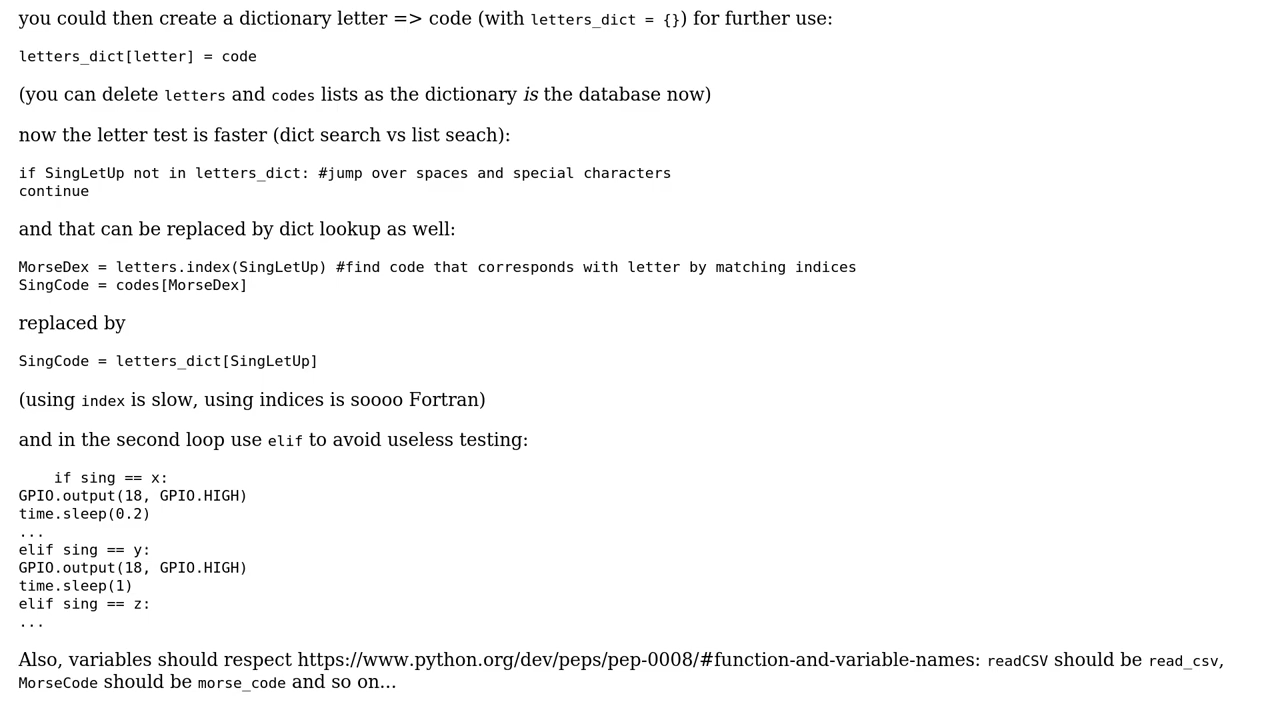 you could then create a dictionary letter => code (with letters_dict = {}) for further use:
letters_dict[letter] = code
(you can delete letters and codes lists as the dictionary is the database now)
now the letter test is faster (dict search vs list seach):
if SingLetUp not in letters_dict: #jump over spaces and special characters
continue
and that can be replaced by dict lookup as well:
MorseDex = letters.index(SingLetUp) #find code that corresponds with letter by matching indices
SingCode = codes[MorseDex]
replaced by
SingCode = letters_dict[SingLetUp]
(using index is slow, using indices is soooo Fortran)
and in the second loop use elif to avoid useless testing:
    if sing == x:
GPIO.output(18, GPIO.HIGH)
time.sleep(0.2)
...
elif sing == y:
GPIO.output(18, GPIO.HIGH)
time.sleep(1)
elif sing == z:
...
Also, variables should respect https://www.python.org/dev/peps/pep-0008/#function-and-variable-names: readCSV should be read_csv,
MorseCode should be morse_code and so on...